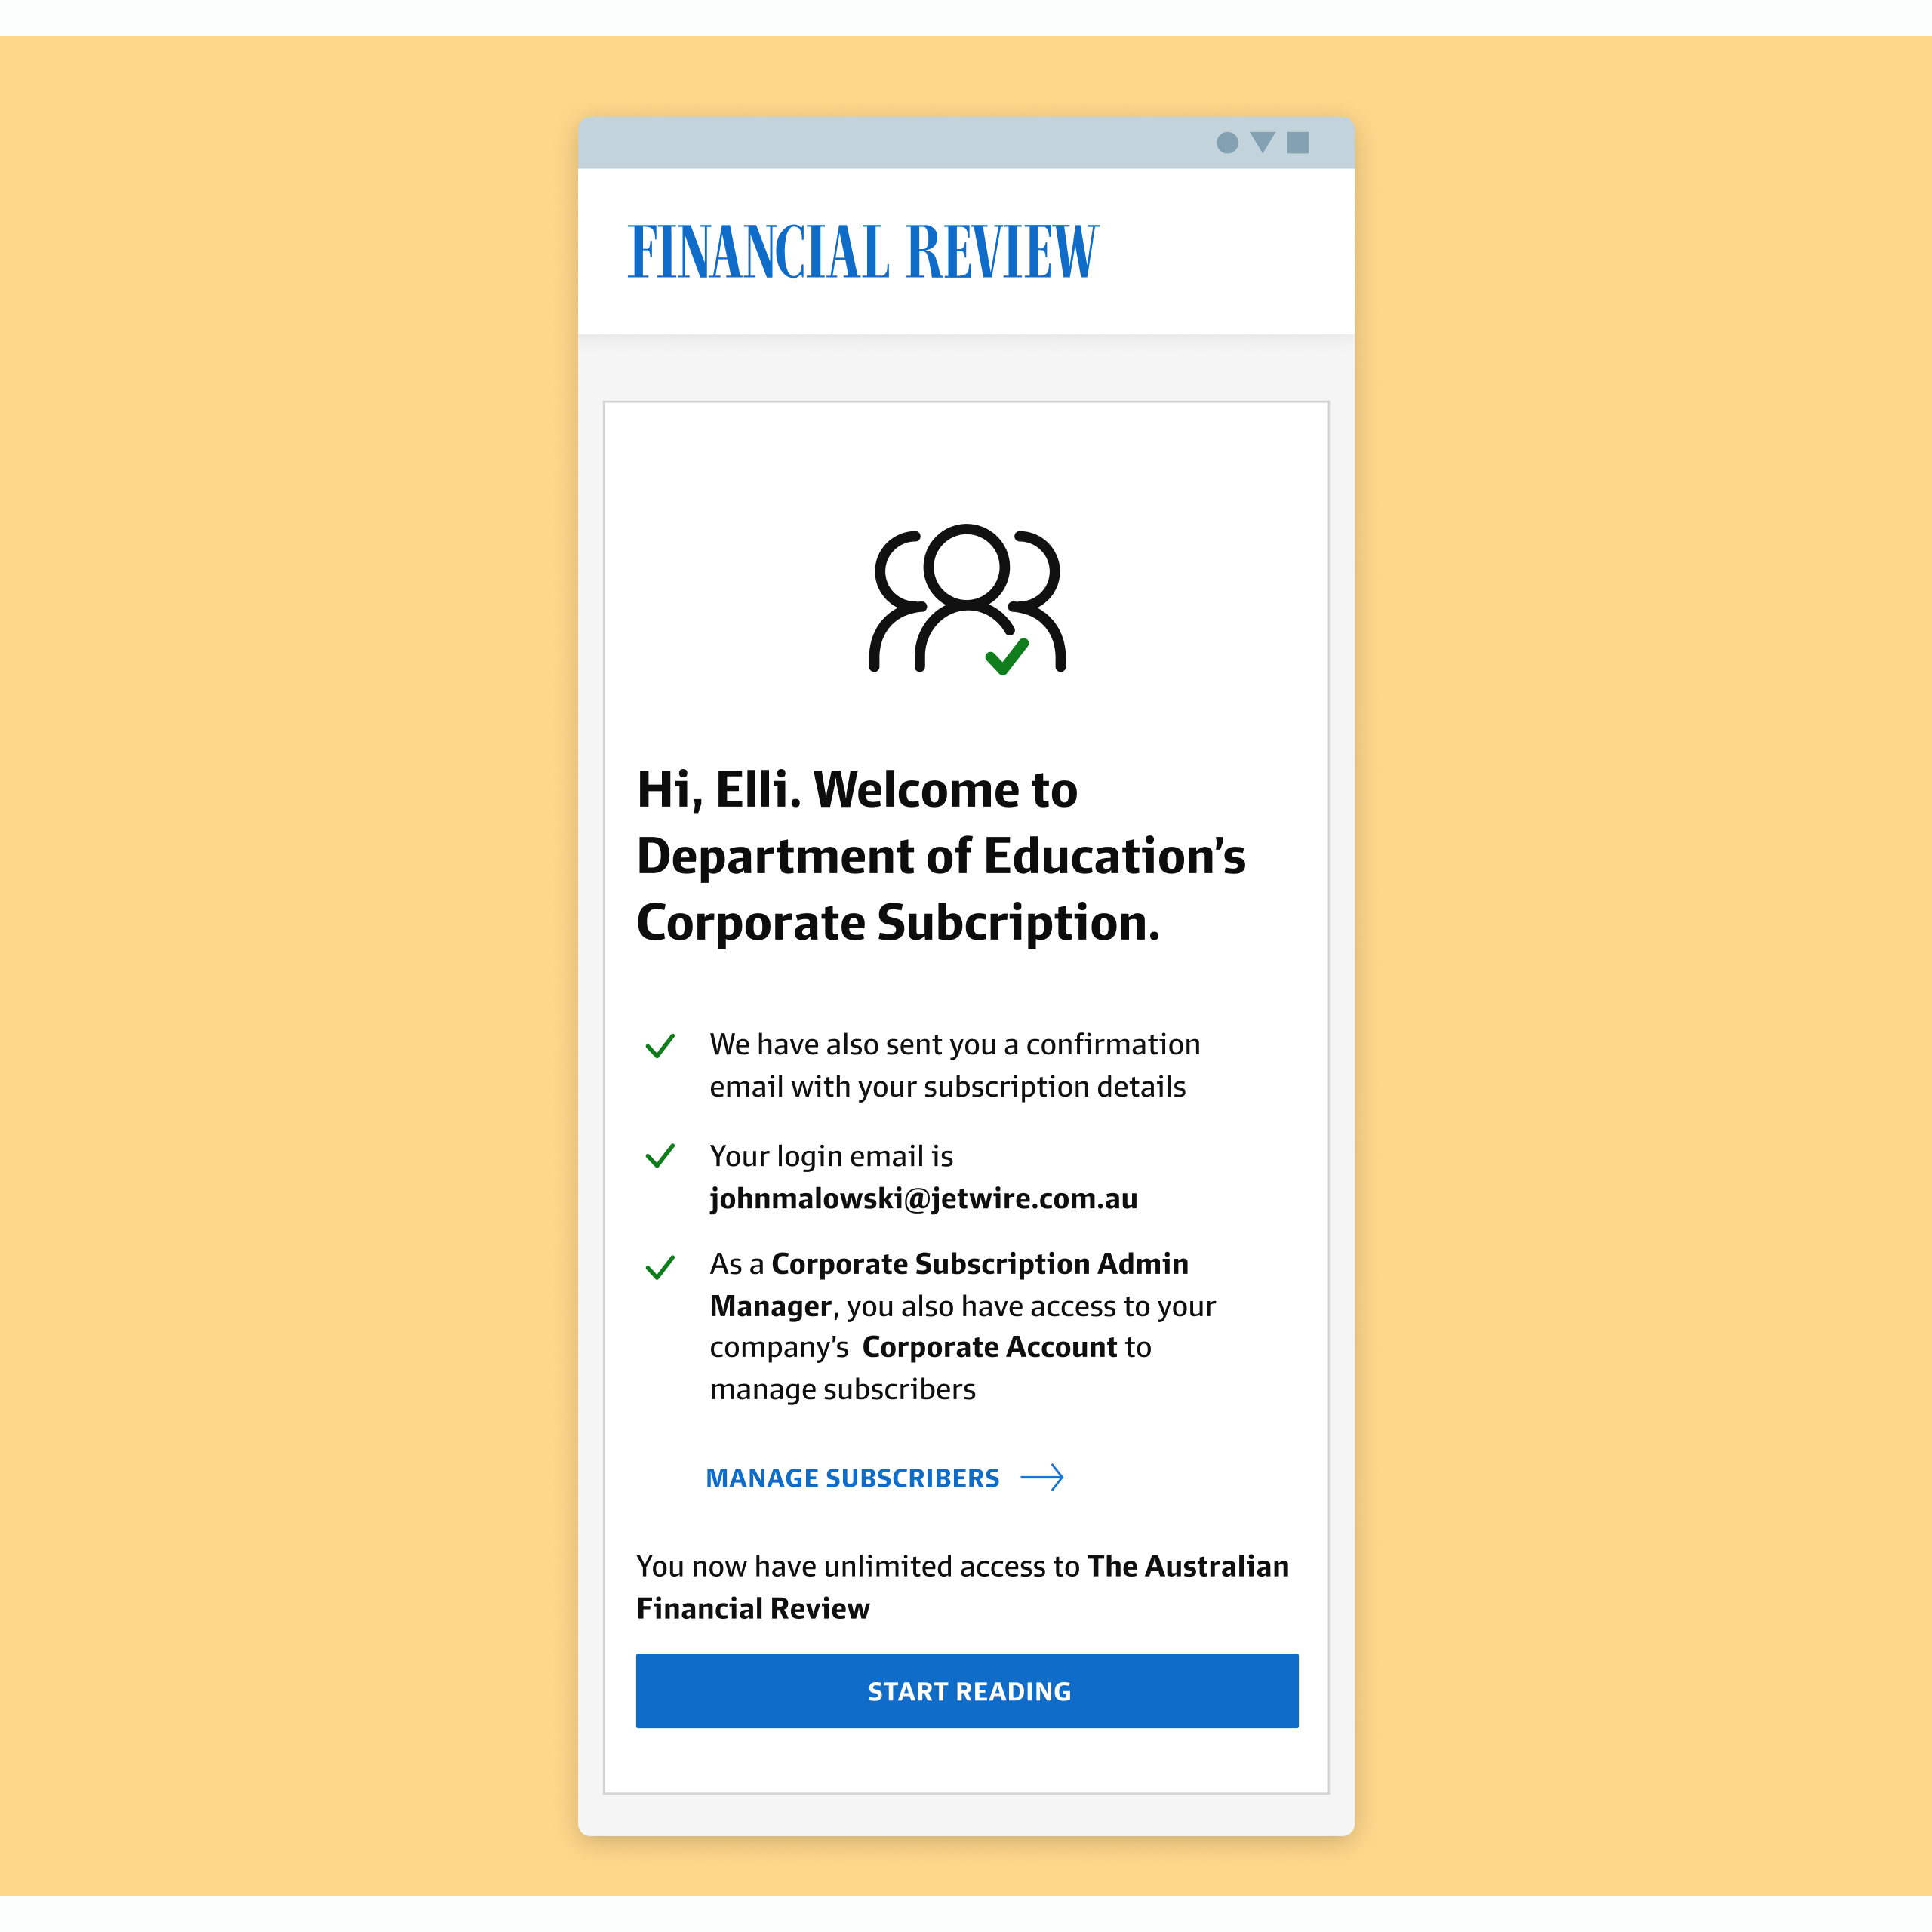 FINANCIAL REVIEW
Hi, Elli. Welcome to
Department of Education’s
Corporate Subcription.
We have also sent you a confirmation
email with your subscription details
Your login email is
johnmalowski@jetwire.com.au
As a Corporate Subscription Admin
Manager, you also have access to your
company’s Corporate Account to
manage subscribers
MANAGE SUBSCRIBERS
You now have unlimited access to The Australian
Financial Review
START READING